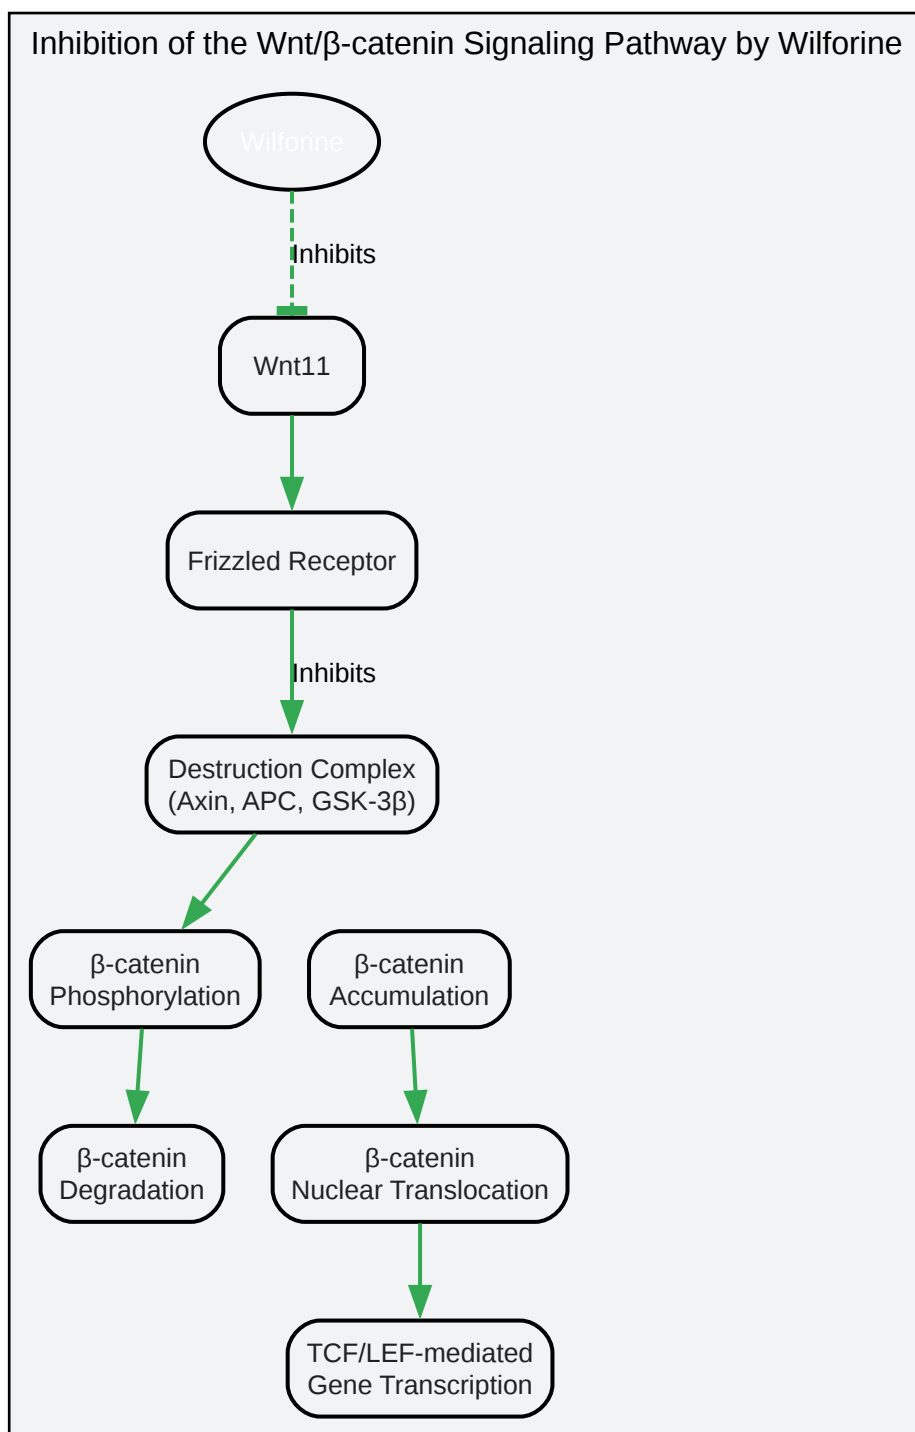 Inhibition of the Wnt/β-catenin Signaling Pathway by Wilforine
Wilforine
Inhibits
Wnt11
Frizzled Receptor
Inhibits
Destruction Complex
(Axin, APC, GSK-3β)
β-catenin
Phosphorylation
β-catenin
Accumulation
β-catenin
Degradation
β-catenin
Nuclear Translocation
TCF/LEF-mediated
Gene Transcription